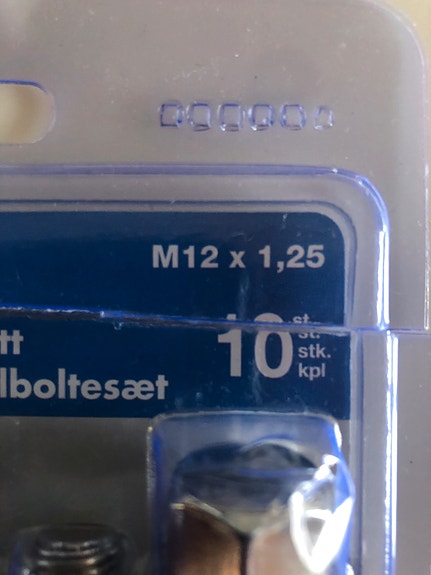 M12 x 1,25
tt
lboltesæt
10
st.
stk.
kpl